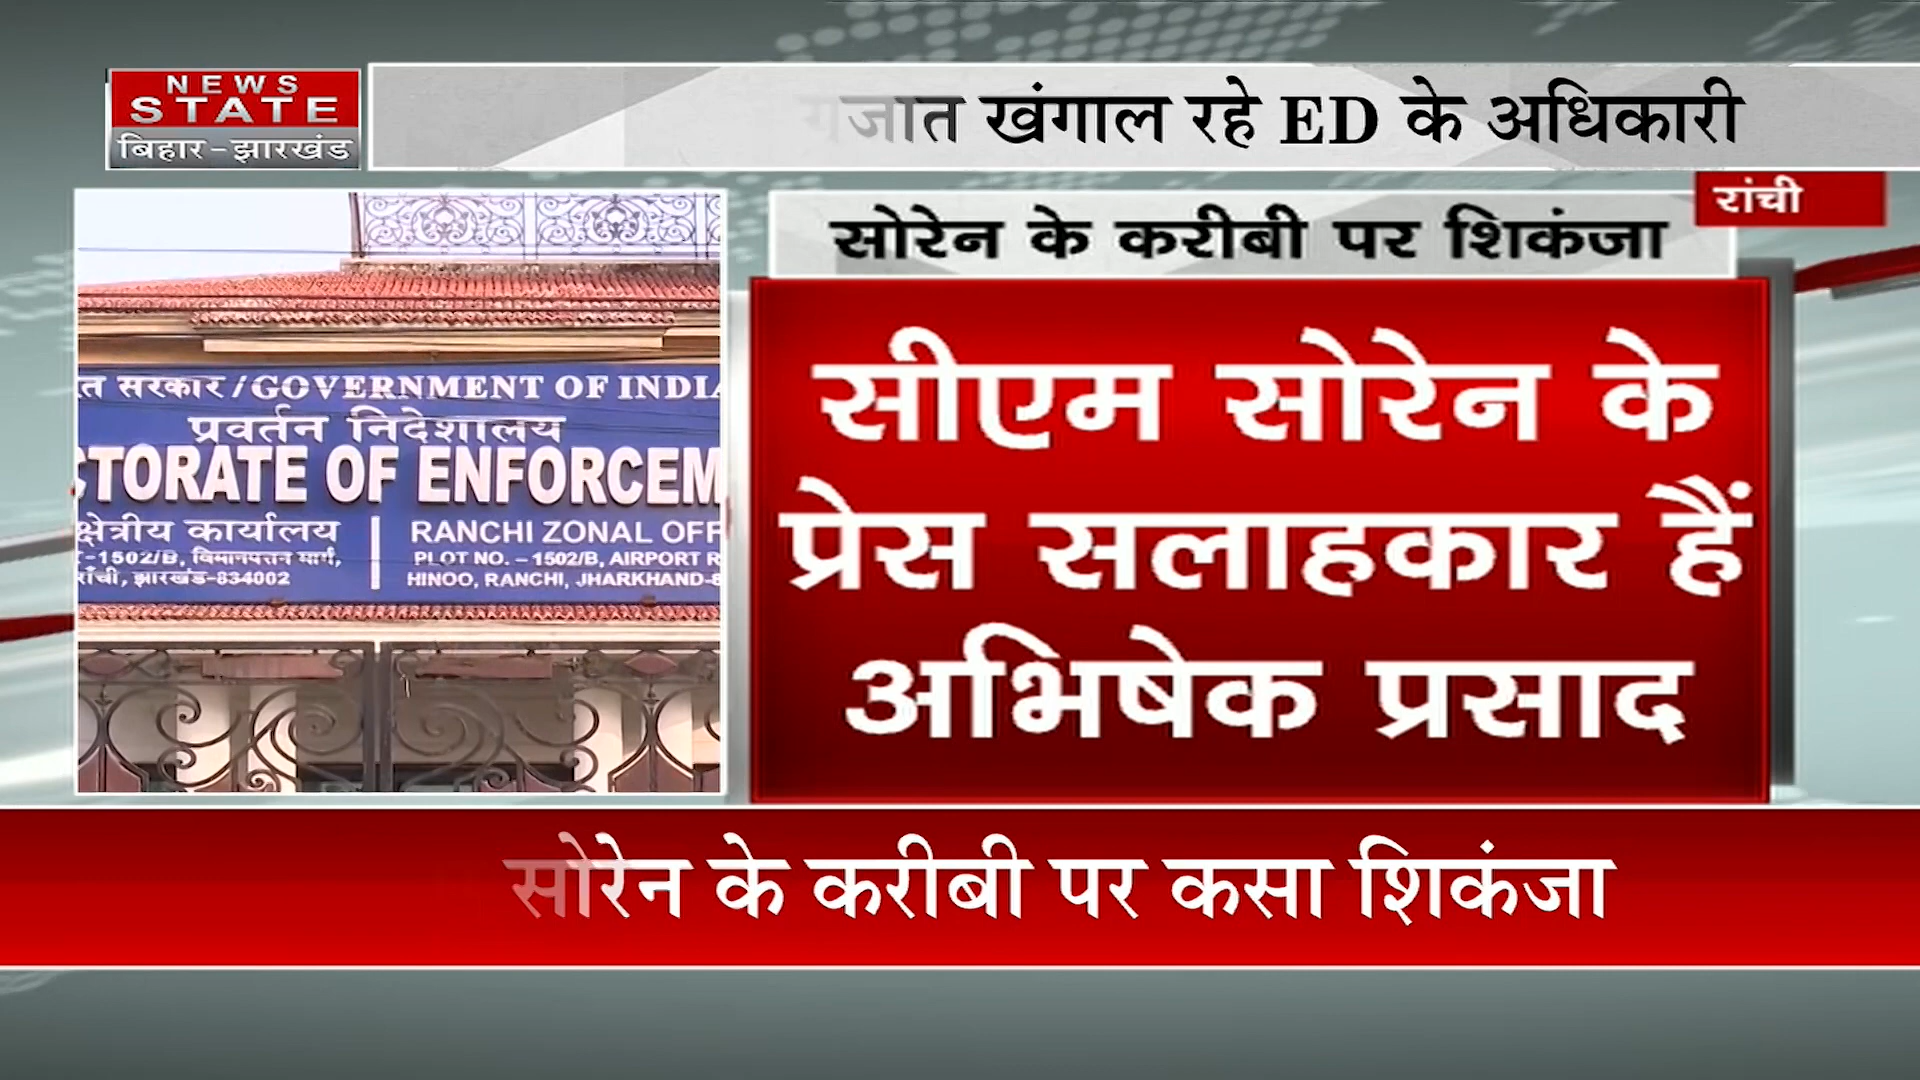 NEWS
STATE
बिहार-झारखंड
खंगाल रहे ED के अधिकारी
रांची
सोरेन के करीबी पर शिकंजा
सीएम सोरेन के
प्रेस सलाहकार हैं
अभिषेक प्रसाद
त सरकार/GOVERNMENT OF INDIA
प्रवर्तन निदेशालय
CTORATE OF ENFORCEM
क्षेत्रीय कार्यालय
-1502/B, विमानपत्तन मार्ग,
राँची, झारखंड-834002
RANCHI ZONAL OFF
PLOT NO. – 1502/B, AIRPORT R
HINOO, RANCHI, JHARKHAND-8
सोरेन के करीबी पर कसा शिकंजा